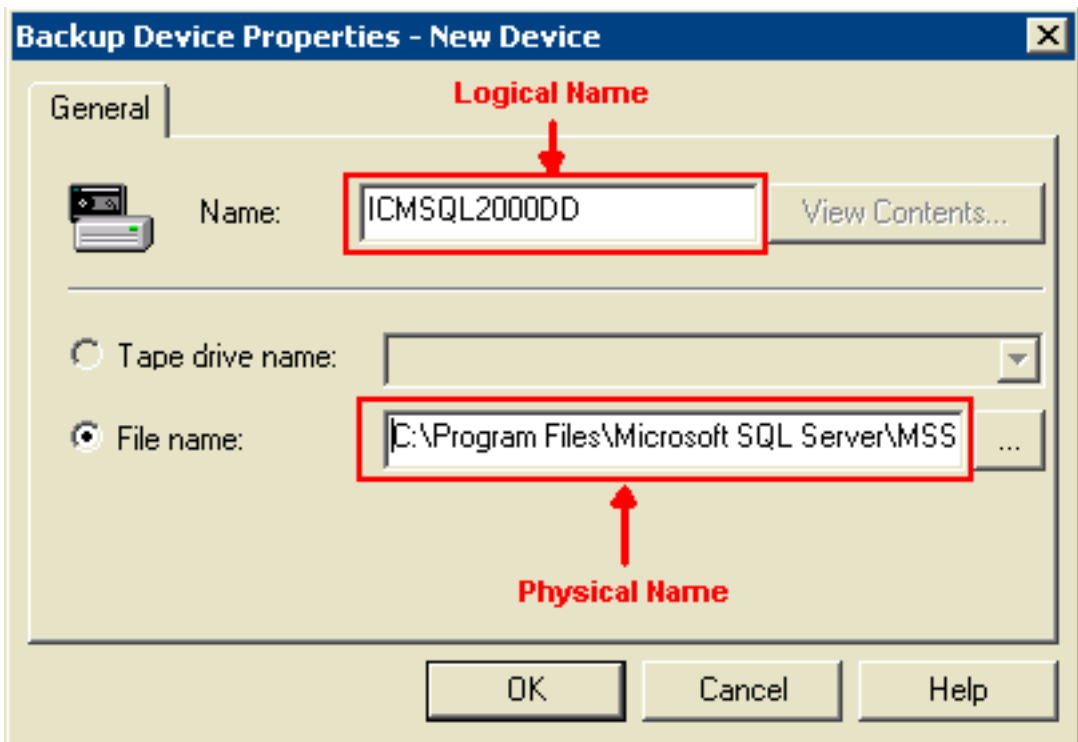 Backup Device Properties - New Device
General
Logical Name
Name:
ICMSQL2000DD
View Contents...
Tape drive name:
File name:
C:\Program Files\Microsoft SQL Server\MSS
...
Physical Name
OK
Cancel
Help